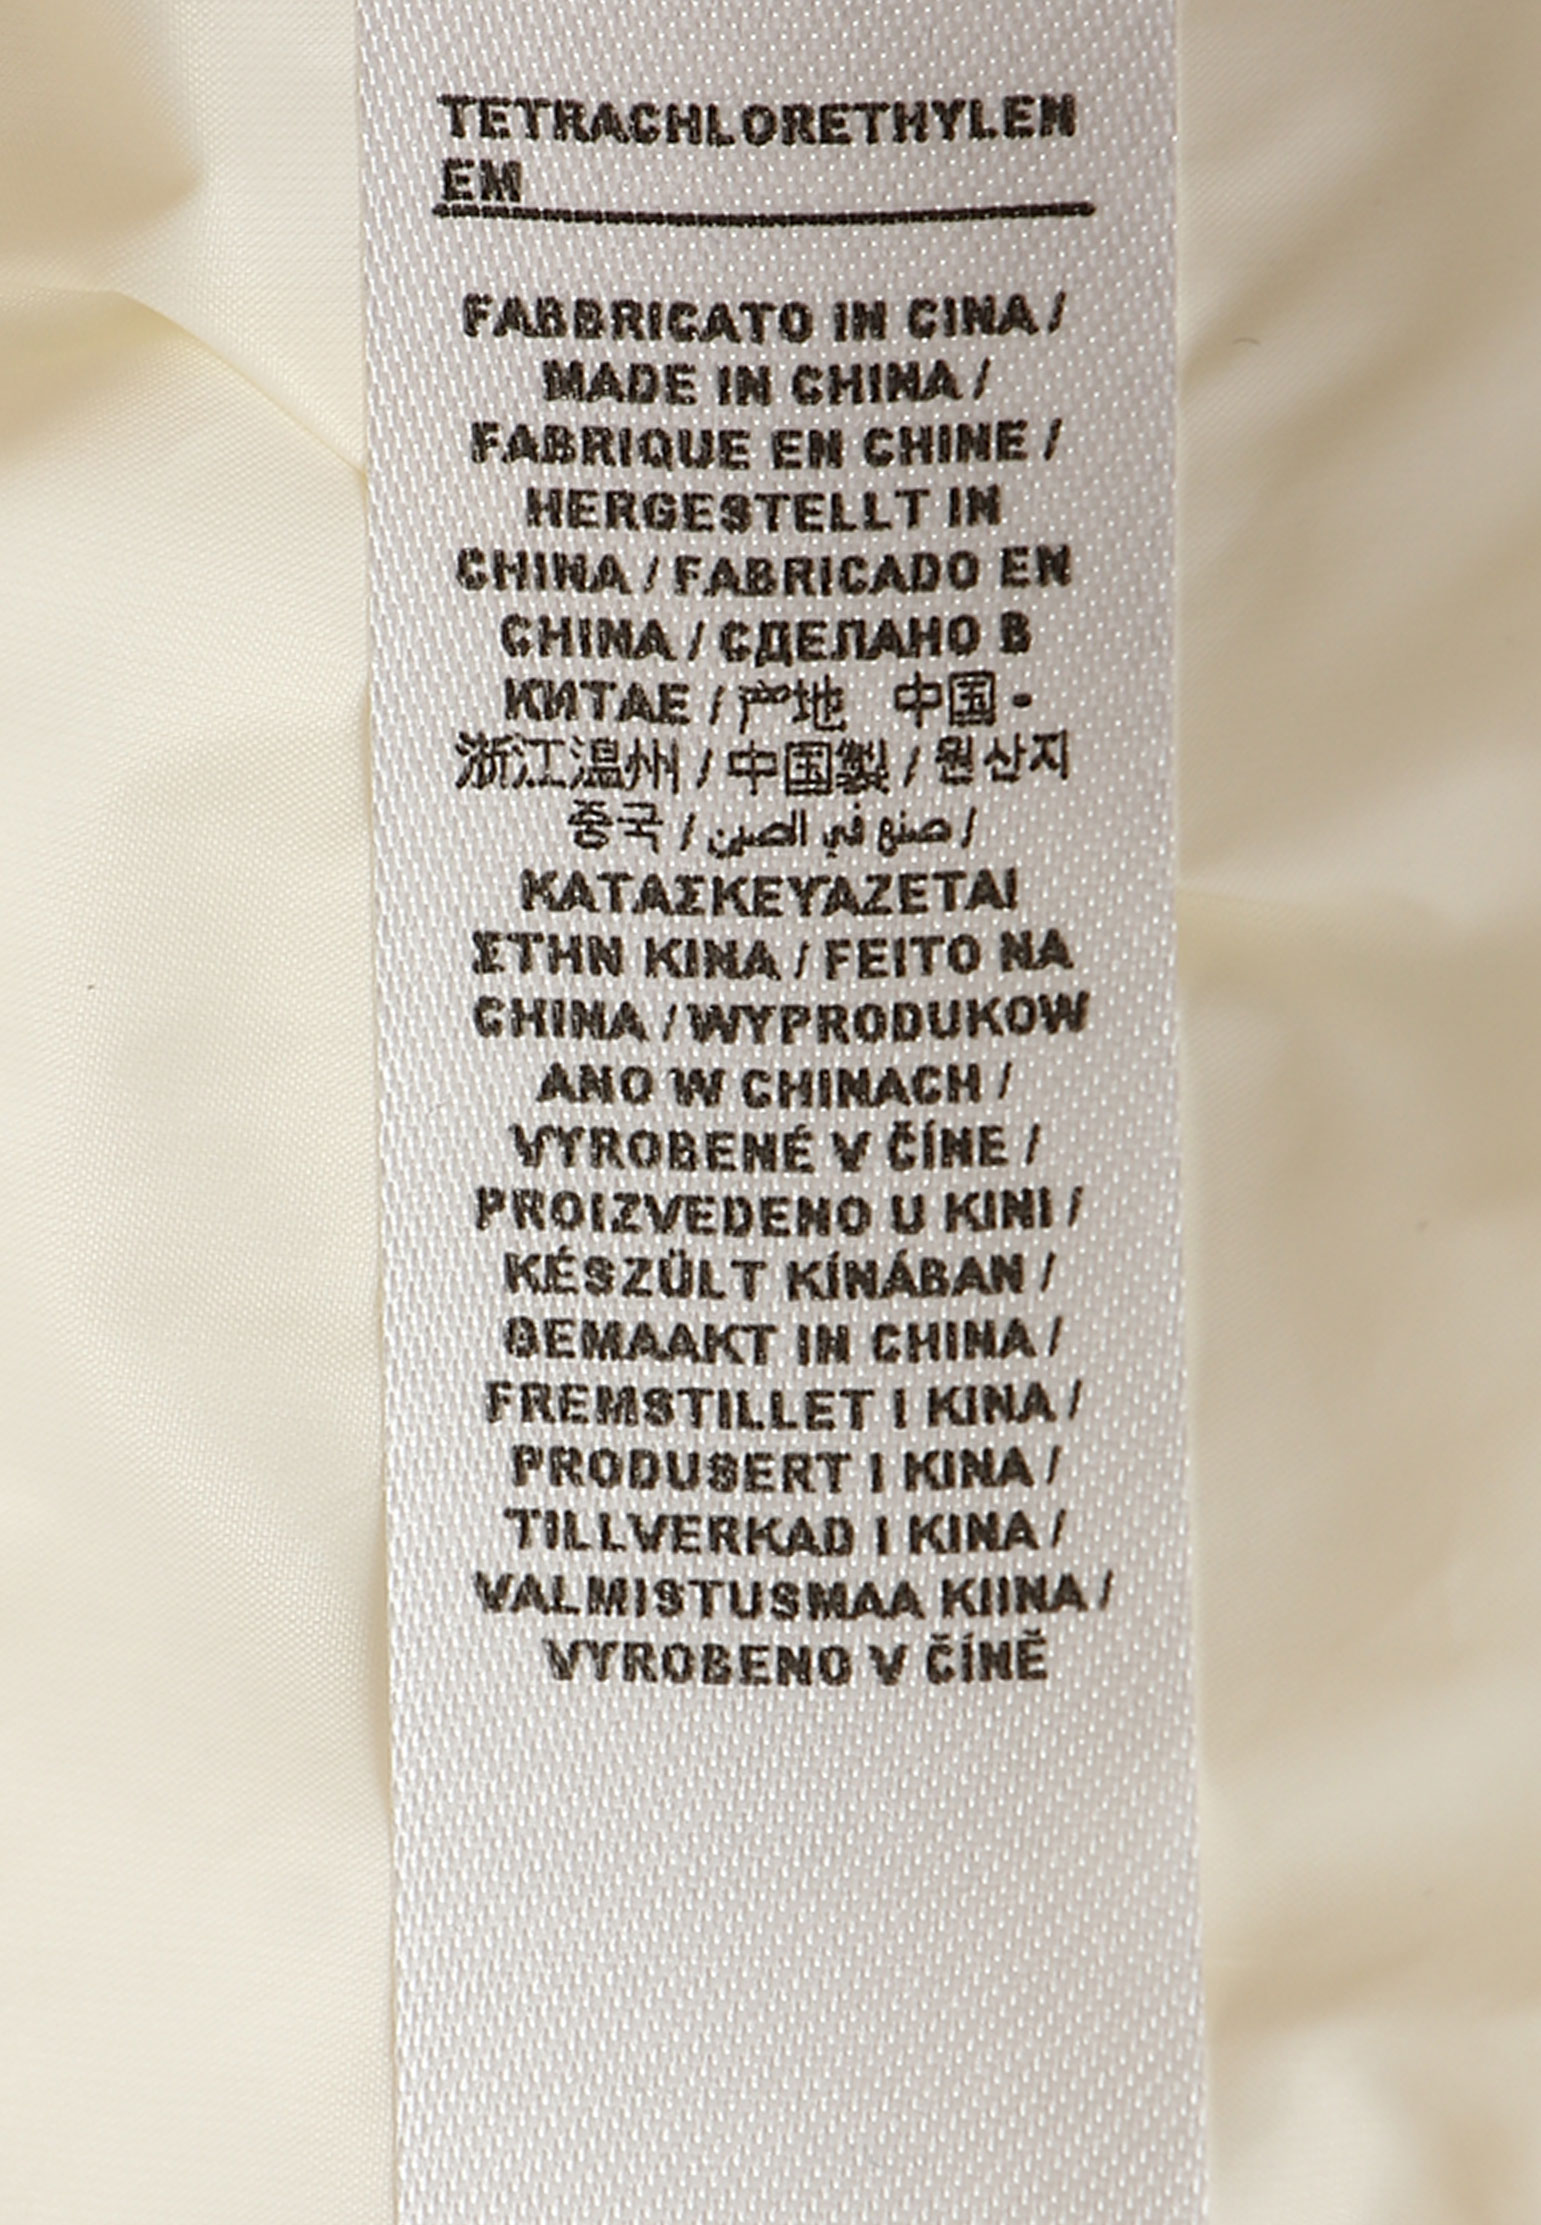 TETRACHLORETHYLEN
EM
FABBRICATO IN CINA /
MADE IN CHINA /
FABRIQUE EN CHINE /
HERGESTELLT IN
CHINA / FABRICADO EN
CHINA / СДЕЛАНО В
КИТАЕ / 产地 中国 -
浙江温州 / 中国製 / 원산지
중국 / صنع في الصين /
ΚΑΤΑΣΚΕΥΑΖΕΤΑΙ
ΣΤΗΝ ΚΙΝΑ / FEITO NA
CHINA / WYPRODUKOW
ANO W CHINACH /
VYROBENÉ V ČÍNE /
PROIZVEDENO U KINI /
KÉSZÜLT KÍNÁBAN /
GEMAAKT IN CHINA /
FREMSTILLET I KINA /
PRODUSERT I KINA /
TILLVERKAD I KINA /
VALMISTUSMAA KIINA /
VYROBENO V ČÍNĚ